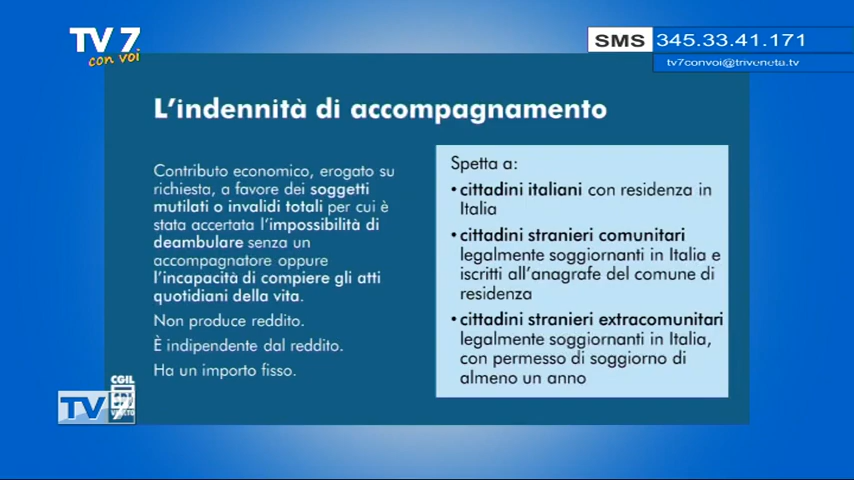 TV 7
con voi
SMS 345.33.41.171
tv7convoi@triveneta.tv
L'indennità di accompagnamento
Contributo economico, erogato su
richiesta, a favore dei soggetti
mutilati o invalidi totali per cui è
stata accertata l'impossibilità di
deambulare senza un
accompagnatore oppure
l'incapacità di compiere gli atti
quotidiani della vita.
Non produce reddito.
È indipendente dal reddito.
Ha un importo fisso.
Spetta a:
• cittadini italiani con residenza in
Italia
• cittadini stranieri comunitari
legalmente soggiornanti in Italia e
iscritti all'anagrafe del comune di
residenza
• cittadini stranieri extracomunitari
legalmente soggiornanti in Italia,
con permesso di soggiorno di
almeno un anno
CGIL
VENETO
TV7